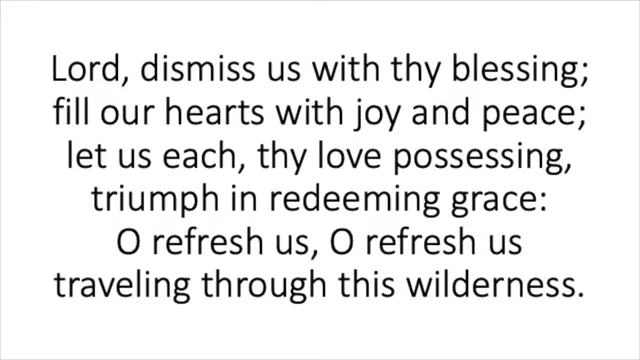 Lord, dismiss us with thy blessing;
fill our hearts with joy and peace;
let us each, thy love possessing,
triumph in redeeming grace:
O refresh us, O refresh us
traveling through this wilderness.